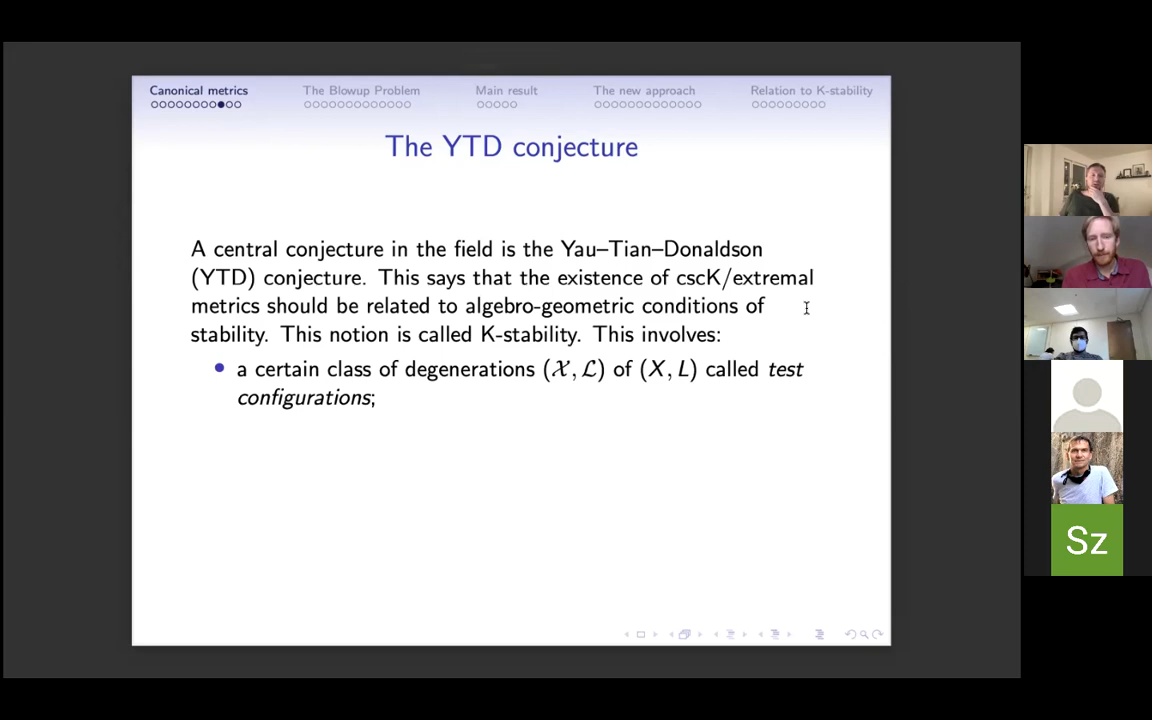 Canonical metrics
The Blowup Problem
Main result
The new approach
Relation to K-stability
The YTD conjecture
A central conjecture in the field is the Yau–Tian–Donaldson
(YTD) conjecture. This says that the existence of cscK/extremal
metrics should be related to algebro-geometric conditions of
stability. This notion is called K-stability. This involves:
a certain class of degenerations (𝒳, ℒ) of (X, L) called test
configurations;
Sz